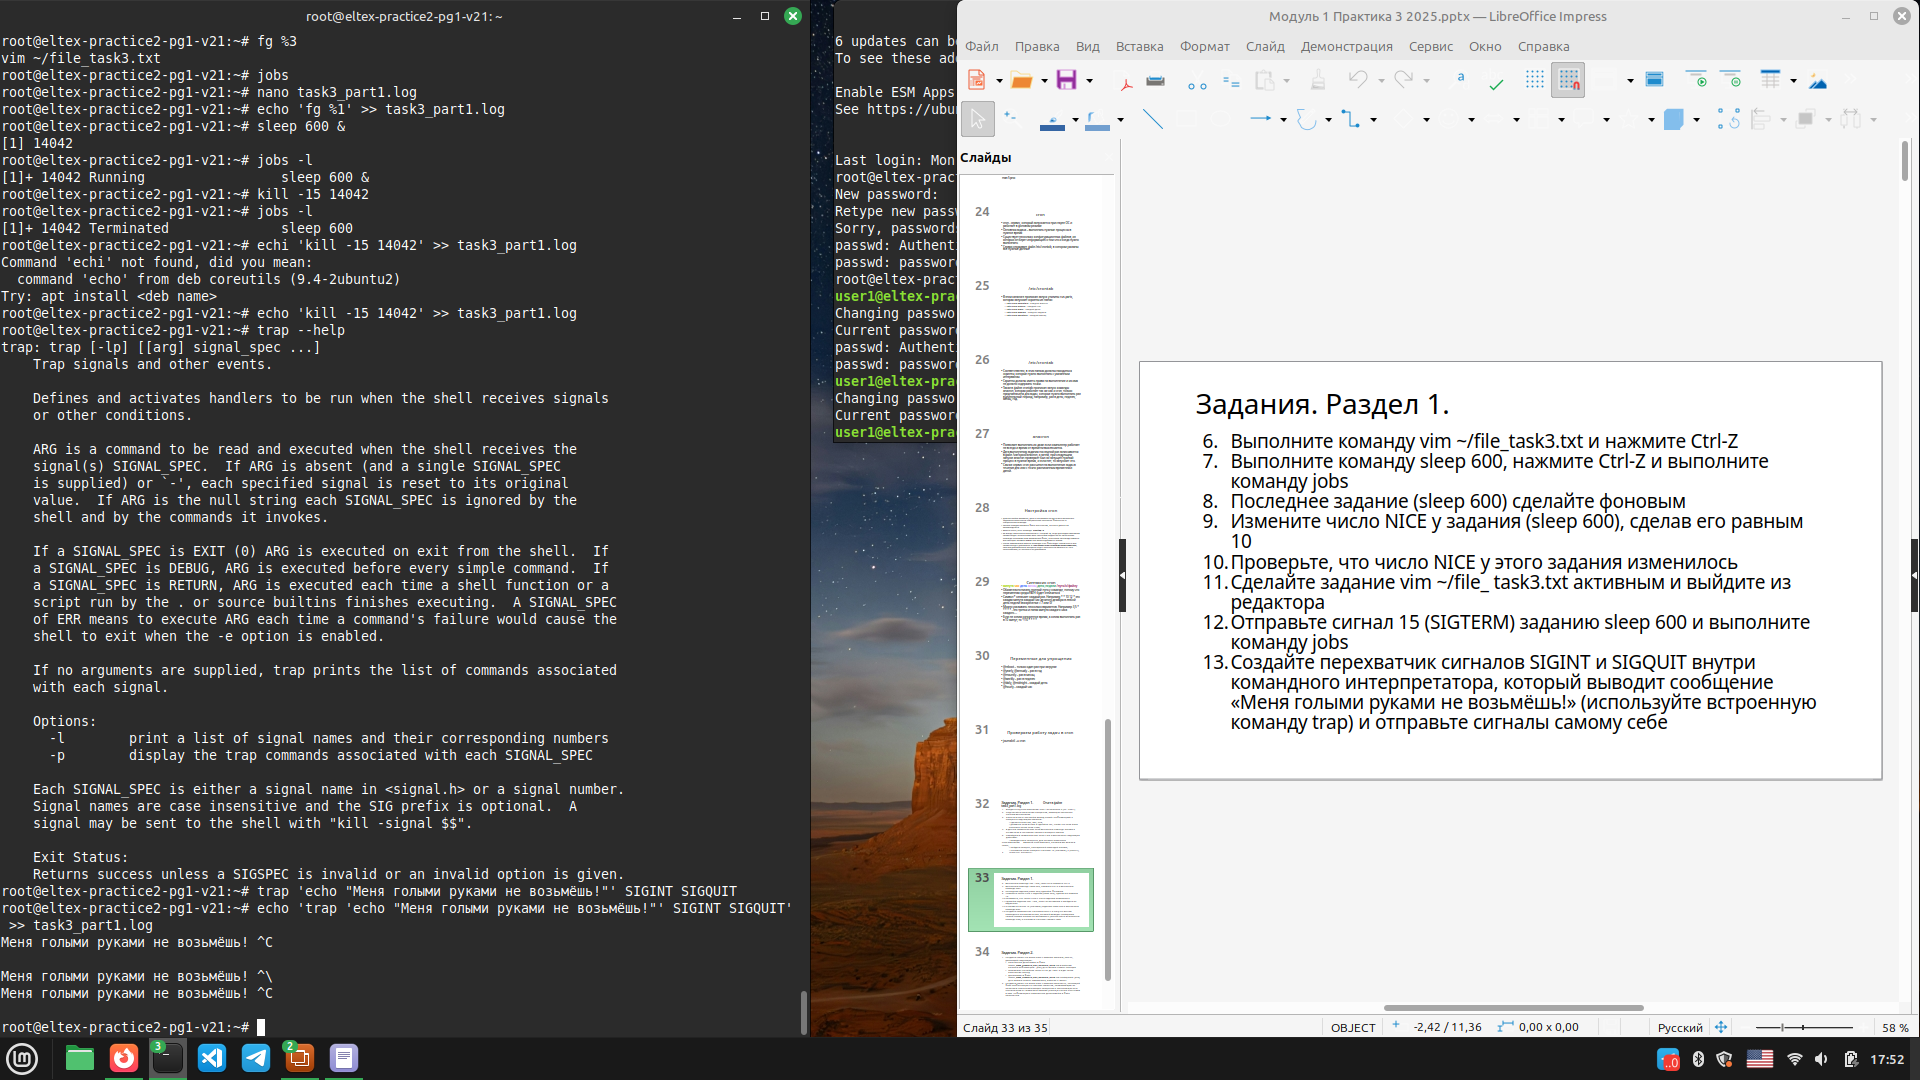 root@eltex-practice2-pg1-v21: ~
root@eltex-practice2-pg1-v21:~# fg %3
vim ~/file_task3.txt
root@eltex-practice2-pg1-v21:~# jobs
root@eltex-practice2-pg1-v21:~# nano task3_part1.log
root@eltex-practice2-pg1-v21:~# echo 'fg %1' >> task3_part1.log
root@eltex-practice2-pg1-v21:~# sleep 600 &
[1] 14042
root@eltex-practice2-pg1-v21:~# jobs -l
[1]+ 14042 Running                 sleep 600 &
root@eltex-practice2-pg1-v21:~# kill -15 14042
root@eltex-practice2-pg1-v21:~# jobs -l
[1]+ 14042 Terminated              sleep 600
root@eltex-practice2-pg1-v21:~# echi 'kill -15 14042' >> task3_part1.log
Command 'echi' not found, did you mean:
  command 'echo' from deb coreutils (9.4-2ubuntu2)
Try: apt install <deb name>
root@eltex-practice2-pg1-v21:~# echo 'kill -15 14042' >> task3_part1.log
root@eltex-practice2-pg1-v21:~# trap --help
trap: trap [-lp] [[arg] signal_spec ...]
    Trap signals and other events.
    Defines and activates handlers to be run when the shell receives signals
    or other conditions.
    ARG is a command to be read and executed when the shell receives the
    signal(s) SIGNAL_SPEC.  If ARG is absent (and a single SIGNAL_SPEC
    is supplied) or `-', each specified signal is reset to its original
    value.  If ARG is the null string each SIGNAL_SPEC is ignored by the
    shell and by the commands it invokes.
    If a SIGNAL_SPEC is EXIT (0) ARG is executed on exit from the shell.  If
    a SIGNAL_SPEC is DEBUG, ARG is executed before every simple command.  If
    a SIGNAL_SPEC is RETURN, ARG is executed each time a shell function or a
    script run by the . or source builtins finishes executing.  A SIGNAL_SPEC
    of ERR means to execute ARG each time a command's failure would cause the
    shell to exit when the -e option is enabled.
    If no arguments are supplied, trap prints the list of commands associated
    with each signal.
    Options:
      -l        print a list of signal names and their corresponding numbers
      -p        display the trap commands associated with each SIGNAL_SPEC
    Each SIGNAL_SPEC is either a signal name in <signal.h> or a signal number.
    Signal names are case insensitive and the SIG prefix is optional.  A
    signal may be sent to the shell with "kill -signal $$".
    Exit Status:
    Returns success unless a SIGSPEC is invalid or an invalid option is given.
root@eltex-practice2-pg1-v21:~# trap 'echo "Меня голыми руками не возьмёшь!"' SIGINT SIGQUIT
root@eltex-practice2-pg1-v21:~# echo 'trap 'echo "Меня голыми руками не возьмёшь!"' SIGINT SIGQUIT'
 >> task3_part1.log
Меня голыми руками не возьмёшь! ^C
Меня голыми руками не возьмёшь! ^\
Меня голыми руками не возьмёшь! ^C
root@eltex-practice2-pg1-v21:~#
6 updates can be
To see these ad
Enable ESM Apps
See https://ubu
Last login: Mon
root@eltex-prac
New password:
Retype new pass
Sorry, password
passwd: Authent
passwd: passwor
root@eltex-prac
user1@eltex-pra
Changing passwo
Current passwor
passwd: Authent
passwd: passwor
user1@eltex-pra
Changing passwo
Current passwor
user1@eltex-pra
Модуль 1 Практика 3 2025.pptx — LibreOffice Impress
Файл Правка Вид Вставка Формат Слайд Демонстрация Сервис Окно Справка
Слайды
24
25
/etc/crontab
26
/etc/crontab
27
28
Настройка cron
29
30
31
32
33
34
Задания. Раздел 1.
6. Выполните команду vim ~/file_task3.txt и нажмите Ctrl-Z
7. Выполните команду sleep 600, нажмите Ctrl-Z и выполните
команду jobs
8. Последнее задание (sleep 600) сделайте фоновым
9. Измените число NICE у задания (sleep 600), сделав его равным
10
10. Проверьте, что число NICE у этого задания изменилось
11. Сделайте задание vim ~/file_ task3.txt активным и выйдите из
редактора
12. Отправьте сигнал 15 (SIGTERM) заданию sleep 600 и выполните
команду jobs
13. Создайте перехватчик сигналов SIGINT и SIGQUIT внутри
командного интерпретатора, который выводит сообщение
«Меня голыми руками не возьмёшь!» (используйте встроенную
команду trap) и отправьте сигналы самому себе
Слайд 33 из 35
OBJECT
-2,42 / 11,36
0,00 x 0,00
Русский
58 %
3
2
17:52